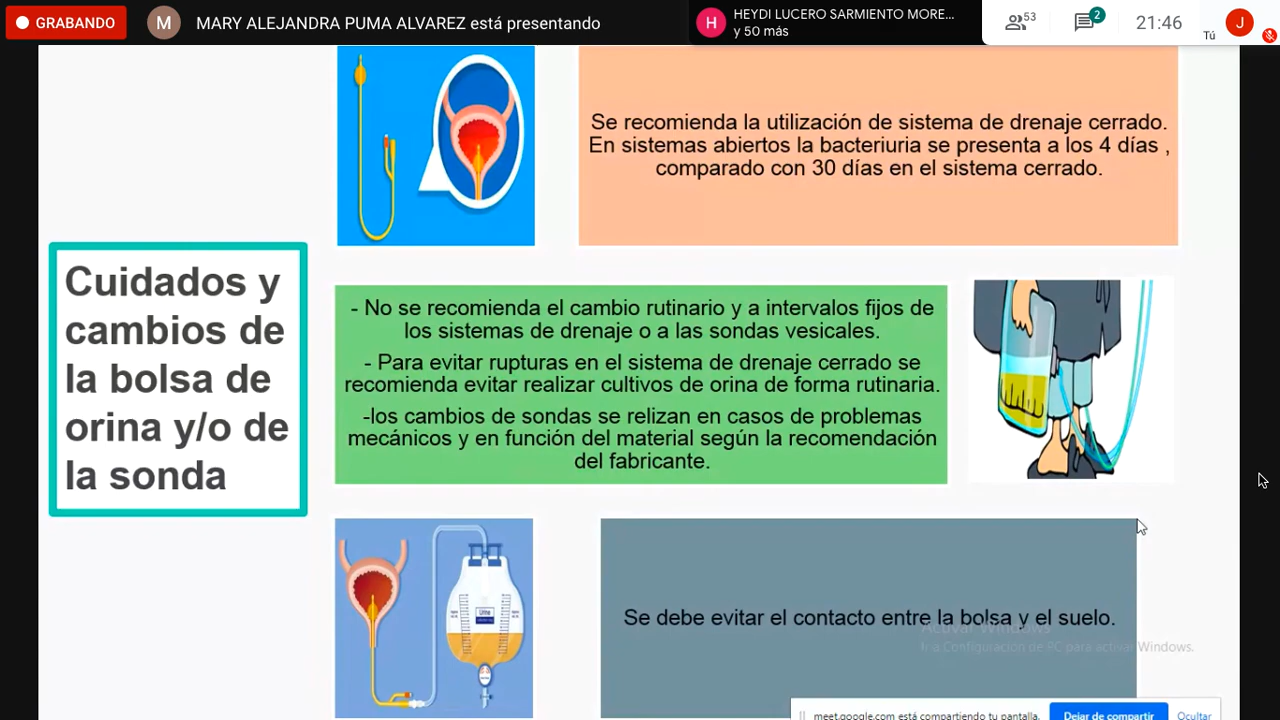 GRABANDO
M
MARY ALEJANDRA PUMA ALVAREZ está presentando
H
HEYDI LUCERO SARMIENTO MORE...
y 50 más
53
2
21:46
Tú
J
Se recomienda la utilización de sistema de drenaje cerrado.
En sistemas abiertos la bacteriuria se presenta a los 4 días ,
comparado con 30 días en el sistema cerrado.
Cuidados y
cambios de
la bolsa de
orina y/o de
la sonda
- No se recomienda el cambio rutinario y a intervalos fijos de
los sistemas de drenaje o a las sondas vesicales.
- Para evitar rupturas en el sistema de drenaje cerrado se
recomienda evitar realizar cultivos de orina de forma rutinaria.
-los cambios de sondas se relizan en casos de problemas
mecánicos y en función del material según la recomendación
del fabricante.
Urine
Se debe evitar el contacto entre la bolsa y el suelo.
Activar Windows
Ir a Configuración de PC para activar Windows.
meet.google.com está compartiendo tu pantalla.
Dejar de compartir
Ocultar